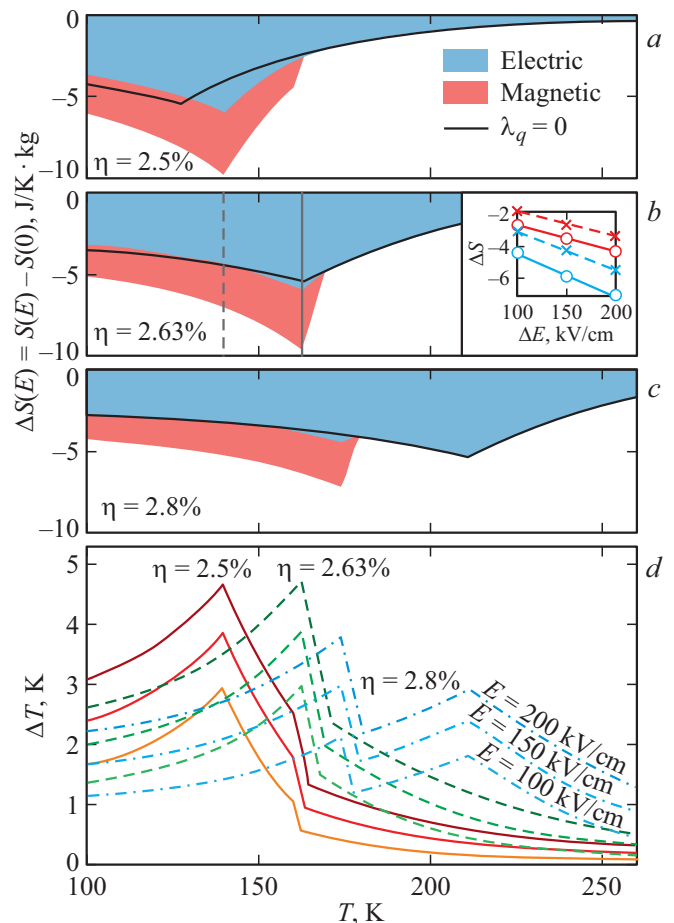 0
−5
−10
a
Electric
Magnetic
λq = 0
η = 2.5%
0
−5
−10
b
η = 2.63%
−2
−4
−6
ΔS
100 150 200
ΔE, kV/cm
ΔS(E) = S(E) − S(0), J/K · kg
0
−5
−10
c
η = 2.8%
5
4
3
2
1
0
d
η = 2.5%
η = 2.63%
η = 2.8%
E = 200 kV/cm
E = 150 kV/cm
E = 100 kV/cm
ΔT, K
100 150 200 250
T, K